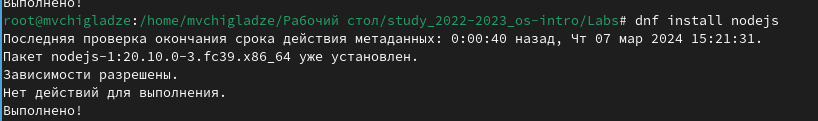 Выполнено!
root@mvchigladze:/home/mvchigladze/Рабочий стол/study_2022-2023_os-intro/Labs# dnf install nodejs
Последняя проверка окончания срока действия метаданных: 0:00:40 назад, Чт 07 мар 2024 15:21:31.
Пакет nodejs-1:20.10.0-3.fc39.x86_64 уже установлен.
Зависимости разрешены.
Нет действий для выполнения.
Выполнено!